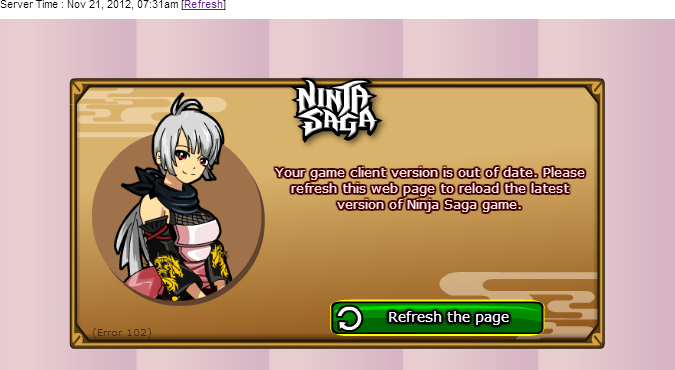 Server Time : Nov 21, 2012, 07:31am [Refresh]
NINJA
SAGA
Your game client version is out of date. Please
refresh this web page to reload the latest
version of Ninja Saga game.
Refresh the page
(Error 102)